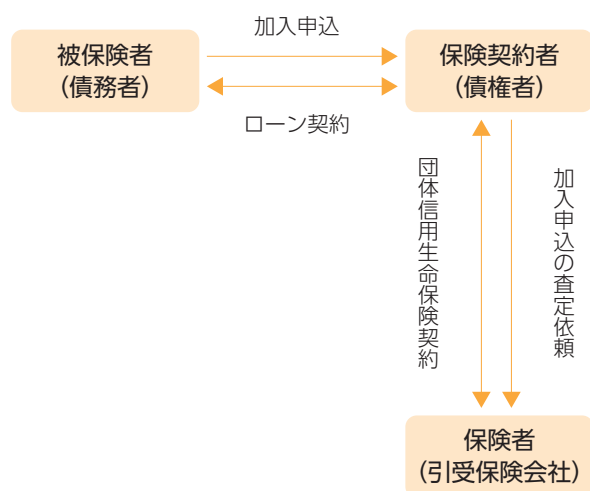 加入申込
被保険者
（債務者）
保険契約者
（債権者）
ローン契約
団体信用生命保険契約
加入申込の査定依頼
保険者
（引受保険会社）